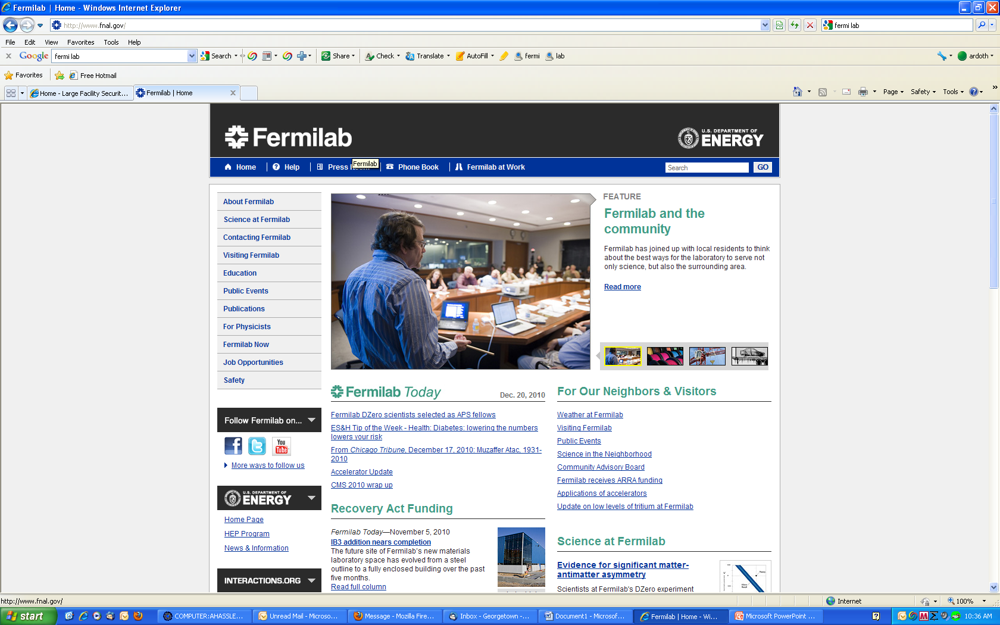 Fermilab | Home - Windows Internet Explorer
http://www.fnal.gov/
fermi lab
File Edit View Favorites Tools Help
x Google fermi lab Search Share Check Translate AutoFill fermi lab ardoth
Favorites Free Hotmail
Home - Large Facility Securit... Fermilab | Home x Page Safety Tools
Fermilab
U.S. DEPARTMENT OF
ENERGY
Home Help Press Phone Book Fermilab at Work Search GO
Fermilab
About Fermilab
Science at Fermilab
Contacting Fermilab
Visiting Fermilab
Education
Public Events
Publications
For Physicists
Fermilab Now
Job Opportunities
Safety
FEATURE
Fermilab and the
community
Fermilab has joined up with local residents to think
about the best ways for the laboratory to serve not
only science, but also the surrounding area.
Read more
Follow Fermilab on...
You
Tube
More ways to follow us
U.S. DEPARTMENT OF
ENERGY
Home Page
HEP Program
News & Information
INTERACTIONS.ORG
Fermilab Today Dec. 20, 2010
Fermilab DZero scientists selected as APS fellows
ES&H Tip of the Week - Health: Diabetes: lowering the numbers
lowers your risk
From Chicago Tribune, December 17, 2010: Muzaffer Atac, 1931-
2010
Accelerator Update
CMS 2010 wrap up
Recovery Act Funding
Fermilab Today—November 5, 2010
IB3 addition nears completion
The future site of Fermilab's new materials
laboratory space has evolved from a steel
outline to a fully enclosed building over the past
five months.
Read full column
For Our Neighbors & Visitors
Weather at Fermilab
Visiting Fermilab
Public Events
Science in the Neighborhood
Community Advisory Board
Fermilab receives ARRA funding
Applications of accelerators
Update on low levels of tritium at Fermilab
Science at Fermilab
Evidence for significant matter-
antimatter asymmetry
Scientists at Fermilab's DZero experiment
http://www.fnal.gov/ Internet 100%
start COMPUTER:AHASSLE... Unread Mail - Microso... Message - Mozilla Fire... Inbox - Georgetown -... Document1 - Microsof... Fermilab | Home - Wi... Microsoft PowerPoint ... 10:36 AM